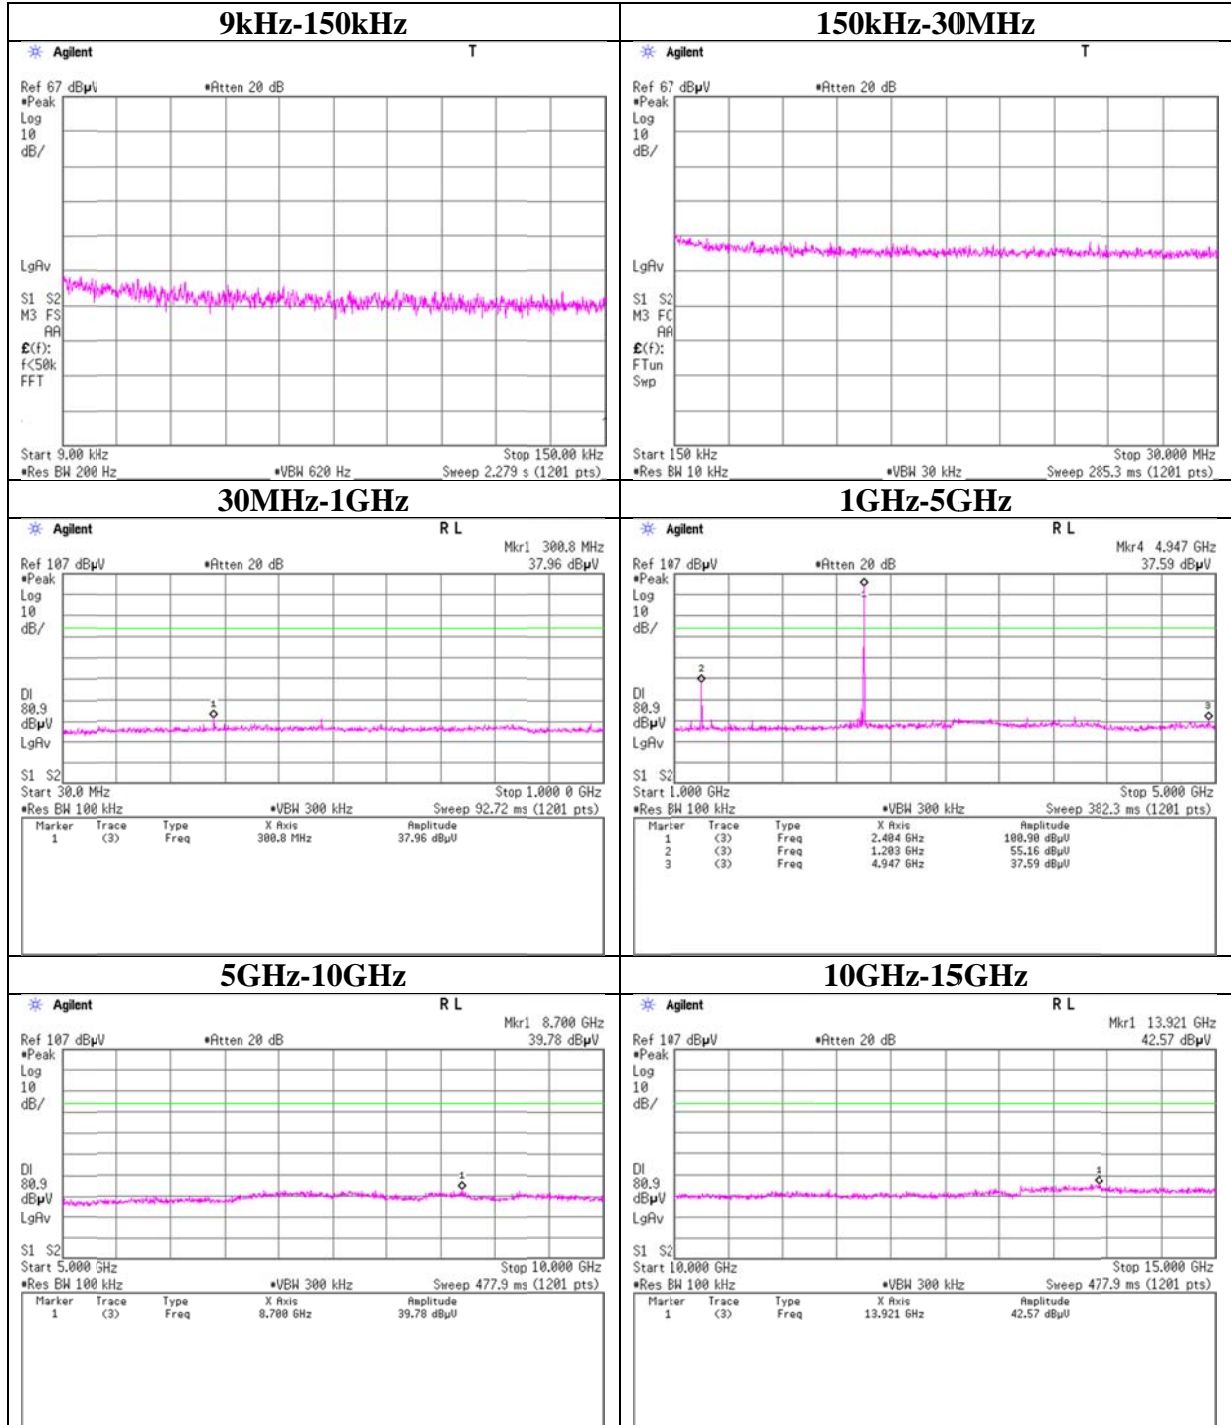 9kHz-150kHz
Agilent T
Ref 67 dBµV #Atten 20 dB
#Peak
Log
10
dB/
LgAv
S1 S2
M3 FS
AA
£(f):
f<50k
FFT
Start 9.00 kHz Stop 150.00 kHz
#Res BW 200 Hz #VBW 620 Hz Sweep 2.279 s (1201 pts)
150kHz-30MHz
Agilent T
Ref 67 dBµV #Atten 20 dB
#Peak
Log
10
dB/
LgAv
S1 S2
M3 FC
AA
£(f):
FTun
Swp
Start 150 kHz Stop 30.000 MHz
#Res BW 10 kHz #VBW 30 kHz Sweep 285.3 ms (1201 pts)
30MHz-1GHz
Agilent R L
Mkr1 300.8 MHz
Ref 107 dBµV #Atten 20 dB 37.96 dBµV
#Peak
Log
10
dB/
1
DI
80.9
dBµV
LgAv
S1 S2
Start 30.0 MHz Stop 1.000 0 GHz
#Res BW 100 kHz #VBW 300 kHz Sweep 92.72 ms (1201 pts)
Marker Trace Type X Axis Amplitude
1 (3) Freq 300.8 MHz 37.96 dBµV
1GHz-5GHz
Agilent R L
Mkr4 4.947 GHz
Ref 107 dBµV #Atten 20 dB 37.59 dBµV
#Peak
Log
10
dB/
1
2
3
DI
80.9
dBµV
LgAv
S1 S2
Start 1.000 GHz Stop 5.000 GHz
#Res BW 100 kHz #VBW 300 kHz Sweep 382.3 ms (1201 pts)
Marker Trace Type X Axis Amplitude
1 (3) Freq 2.404 GHz 100.90 dBµV
2 (3) Freq 1.203 GHz 55.16 dBµV
3 (3) Freq 4.947 GHz 37.59 dBµV
5GHz-10GHz
Agilent R L
Mkr1 8.700 GHz
Ref 107 dBµV #Atten 20 dB 39.78 dBµV
#Peak
Log
10
dB/
1
DI
80.9
dBµV
LgAv
S1 S2
Start 5.000 GHz Stop 10.000 GHz
#Res BW 100 kHz #VBW 300 kHz Sweep 477.9 ms (1201 pts)
Marker Trace Type X Axis Amplitude
1 (3) Freq 8.700 GHz 39.78 dBµV
10GHz-15GHz
Agilent R L
Mkr1 13.921 GHz
Ref 107 dBµV #Atten 20 dB 42.57 dBµV
#Peak
Log
10
dB/
1
DI
80.9
dBµV
LgAv
S1 S2
Start 10.000 GHz Stop 15.000 GHz
#Res BW 100 kHz #VBW 300 kHz Sweep 477.9 ms (1201 pts)
Marker Trace Type X Axis Amplitude
1 (3) Freq 13.921 GHz 42.57 dBµV